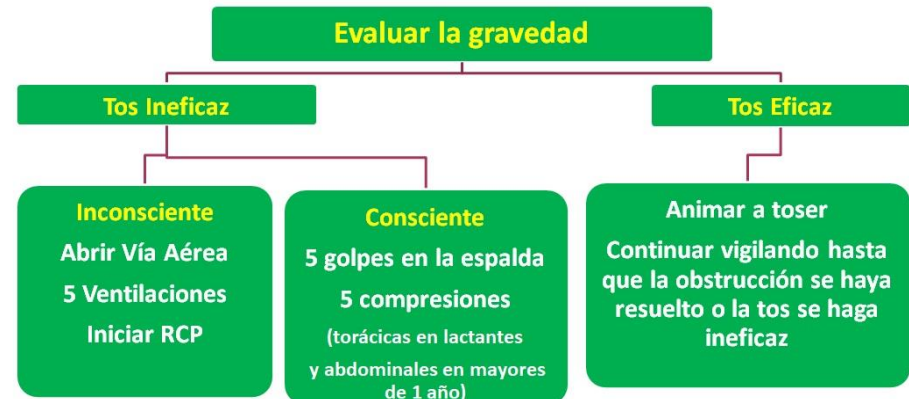 Evaluar la gravedad
Tos Ineficaz
Tos Eficaz
Inconsciente
Abrir Vía Aérea
5 Ventilaciones
Iniciar RCP
Consciente
5 golpes en la espalda
5 compresiones
(torácicas en lactantes
y abdominales en mayores
de 1 año)
Animar a toser
Continuar vigilando hasta
que la obstrucción se haya
resuelto o la tos se haga
ineficaz